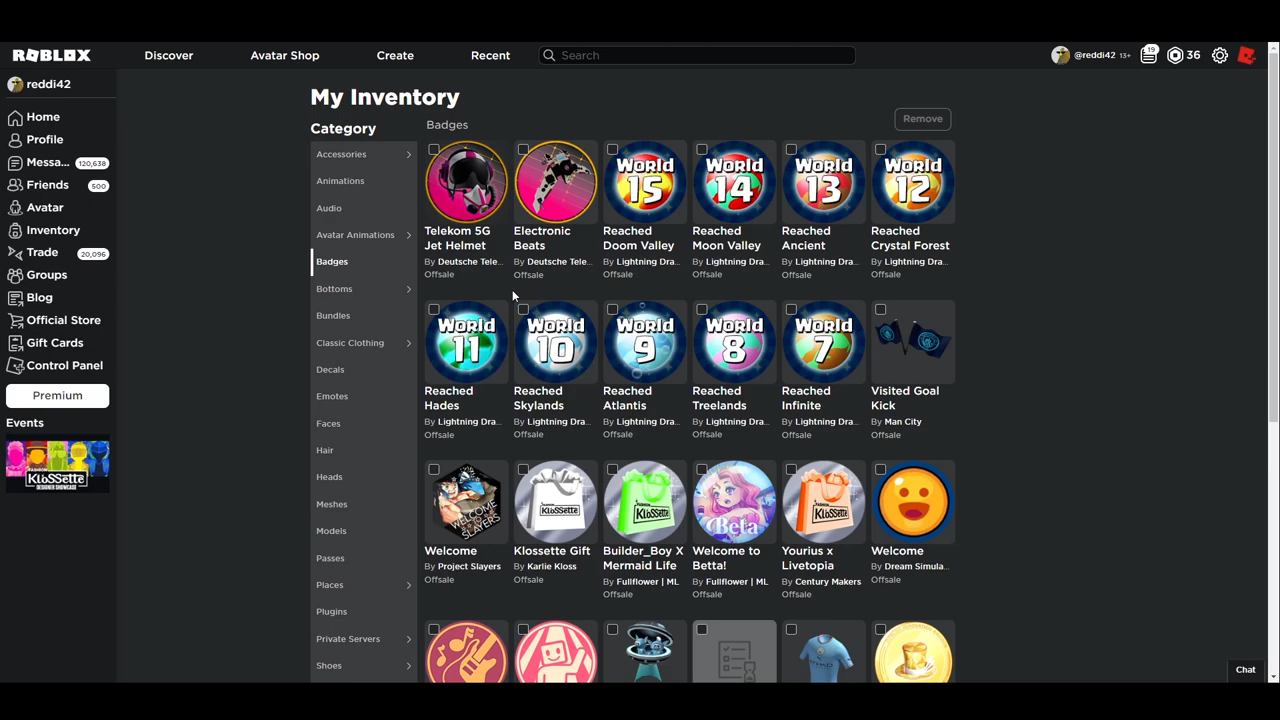 ROBLOX
Discover
Avatar Shop
Create
Recent
Search
@reddi42 13+
19
36
reddi42
Home
Profile
Messa... 120,638
Friends 500
Avatar
Inventory
Trade 20,096
Groups
Blog
Official Store
Gift Cards
Control Panel
Premium
Events
FASHION
KLOSSETTE
DESIGNER SHOWCASE
My Inventory
Category
Accessories
Animations
Audio
Avatar Animations
Badges
Bottoms
Bundles
Classic Clothing
Decals
Emotes
Faces
Hair
Heads
Meshes
Models
Passes
Places
Plugins
Private Servers
Shoes
Badges
Remove
Telekom 5G
Jet Helmet
By Deutsche Tele...
Offsale
Electronic
Beats
By Deutsche Tele...
Offsale
WORLD
15
Reached
Doom Valley
By Lightning Dra...
Offsale
WORLD
14
Reached
Moon Valley
By Lightning Dra...
Offsale
WORLD
13
Reached
Ancient
By Lightning Dra...
Offsale
WORLD
12
Reached
Crystal Forest
By Lightning Dra...
Offsale
WORLD
11
Reached
Hades
By Lightning Dra...
Offsale
WORLD
10
Reached
Skylands
By Lightning Dra...
Offsale
WORLD
9
Reached
Atlantis
By Lightning Dra...
Offsale
WORLD
8
Reached
Treelands
By Lightning Dra...
Offsale
WORLD
7
Reached
Infinite
By Lightning Dra...
Offsale
Visited Goal
Kick
By Man City
Offsale
WELCOME
SLAYERS
Welcome
By Project Slayers
Offsale
KLOSSETTE
Klossette Gift
By Karlie Kloss
Offsale
KLOSSETTE
Builder_Boy X
Mermaid Life
By Fullflower | ML
Offsale
Beta
Welcome to
Betta!
By Fullflower | ML
Offsale
KLOSSETTE
Yourius x
Livetopia
By Century Makers
Offsale
Welcome
By Dream Simula...
Offsale
Chat